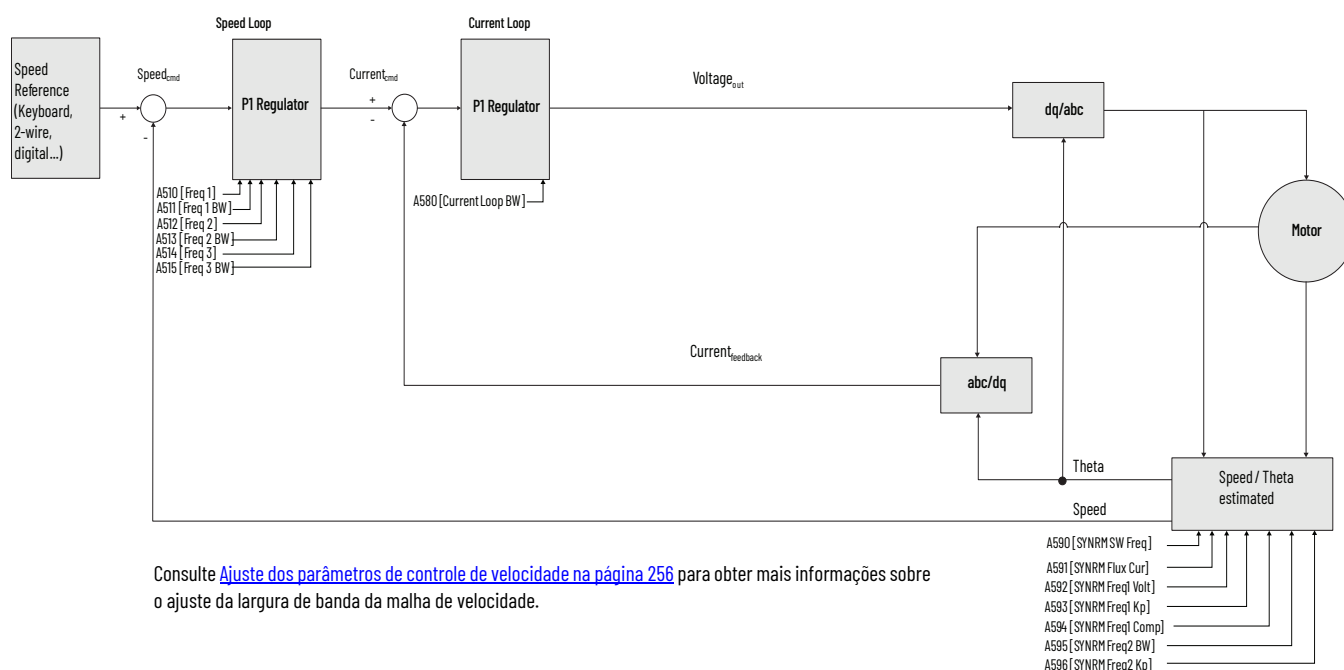 Speed Loop
Current Loop
Speed
Reference
(Keyboard,
2-wire,
digital...)
Speedcmd
+
-
P1 Regulator
Currentcmd
+
-
P1 Regulator
Voltageout
dq/abc
Motor
A510 [Freq 1]
A511 [Freq 1 BW]
A512 [Freq 2]
A513 [Freq 2 BW]
A514 [Freq 3]
A515 [Freq 3 BW]
A580 [Current Loop BW]
Currentfeedback
abc/dq
Theta
Speed
Speed / Theta
estimated
A590 [SYNRM SW Freq]
A591 [SYNRM Flux Cur]
A592 [SYNRM Freq1 Volt]
A593 [SYNRM Freq1 Kp]
A594 [SYNRM Freq1 Comp]
A595 [SYNRM Freq2 BW]
A596 [SYNRM Freq2 Kp]
Consulte Ajuste dos parâmetros de controle de velocidade na página 256 para obter mais informações sobre
o ajuste da largura de banda da malha de velocidade.